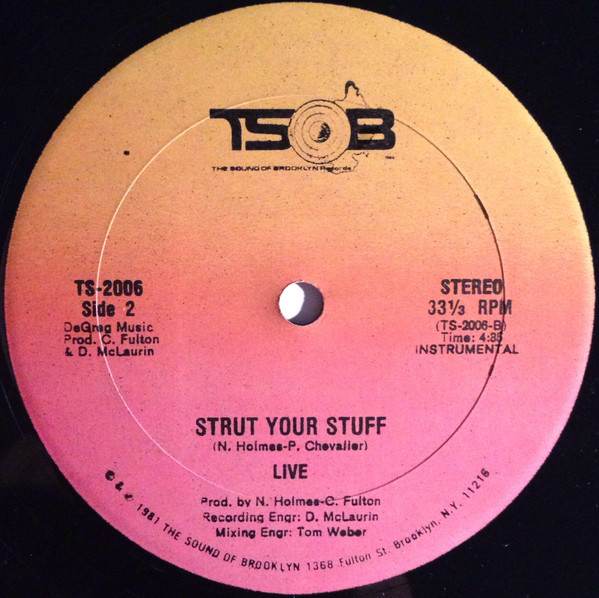 TSOB
THE SOUND OF BROOKLYN Records
TS-2006
Side 2
DeGreg Music
Prod. C. Fulton
& D. McLaurin
STEREO
33⅓ RPM
(TS-2006-B)
Time: 4:35
INSTRUMENTAL
STRUT YOUR STUFF
(N. Holmes-P. Chevalier)
LIVE
Prod. by N. Holmes-C. Fulton
Recording Engr: D. McLaurin
Mixing Engr: Tom Weber
© & ℗ 1981 THE SOUND OF BROOKLYN 1368 Fulton St. Brooklyn, N.Y. 11216